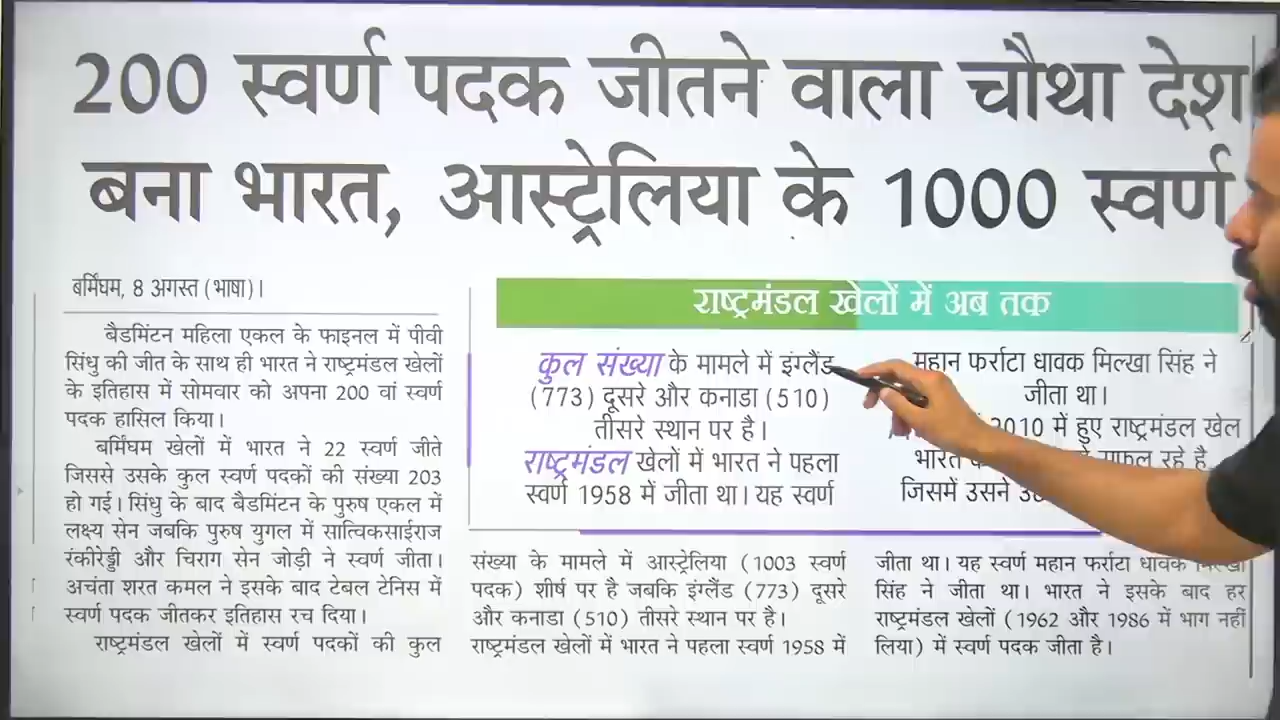 200 स्वर्ण पदक जीतने वाला चौथा देश
बना भारत, आस्ट्रेलिया के 1000 स्वर्ण
बर्मिंघम, 8 अगस्त (भाषा)।
बैडमिंटन महिला एकल के फाइनल में पीवी
सिंधु की जीत के साथ ही भारत ने राष्ट्रमंडल खेलों
के इतिहास में सोमवार को अपना 200 वां स्वर्ण
पदक हासिल किया।
बर्मिंघम खेलों में भारत ने 22 स्वर्ण जीते
जिससे उसके कुल स्वर्ण पदकों की संख्या 203
हो गई। सिंधु के बाद बैडमिंटन के पुरुष एकल में
लक्ष्य सेन जबकि पुरुष युगल में सात्विकसाईराज
रंकीरेड्डी और चिराग सेन जोड़ी ने स्वर्ण जीता।
अचंता शरत कमल ने इसके बाद टेबल टेनिस में
स्वर्ण पदक जीतकर इतिहास रच दिया।
राष्ट्रमंडल खेलों में स्वर्ण पदकों की कुल
राष्ट्रमंडल खेलों में अब तक
कुल संख्या के मामले में इंग्लैंड
(773) दूसरे और कनाडा (510)
तीसरे स्थान पर है।
राष्ट्रमंडल खेलों में भारत ने पहला
स्वर्ण 1958 में जीता था। यह स्वर्ण
महान फर्राटा धावक मिल्खा सिंह ने
जीता था।
2010 में हुए राष्ट्रमंडल खेल
भारत सफल रहे है
जिसमें उसने
संख्या के मामले में आस्ट्रेलिया (1003 स्वर्ण
पदक) शीर्ष पर है जबकि इंग्लैंड (773) दूसरे
और कनाडा (510) तीसरे स्थान पर है।
राष्ट्रमंडल खेलों में भारत ने पहला स्वर्ण 1958 में
जीता था। यह स्वर्ण महान फर्राटा धावक मिल्खा
सिंह ने जीता था। भारत ने इसके बाद हर
राष्ट्रमंडल खेलों (1962 और 1986 में भाग नहीं
लिया) में स्वर्ण पदक जीता है।